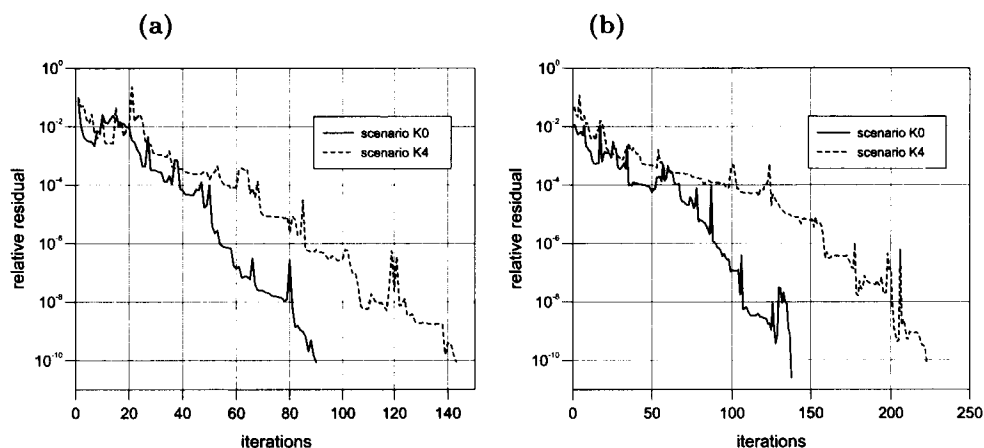 (a)
10^0
10^-2
10^-4
10^-6
10^-8
10^-10
relative residual
scenario K0
scenario K4
0 20 40 60 80 100 120 140
iterations
(b)
10^0
10^-2
10^-4
10^-6
10^-8
10^-10
relative residual
scenario K0
scenario K4
0 50 100 150 200 250
iterations